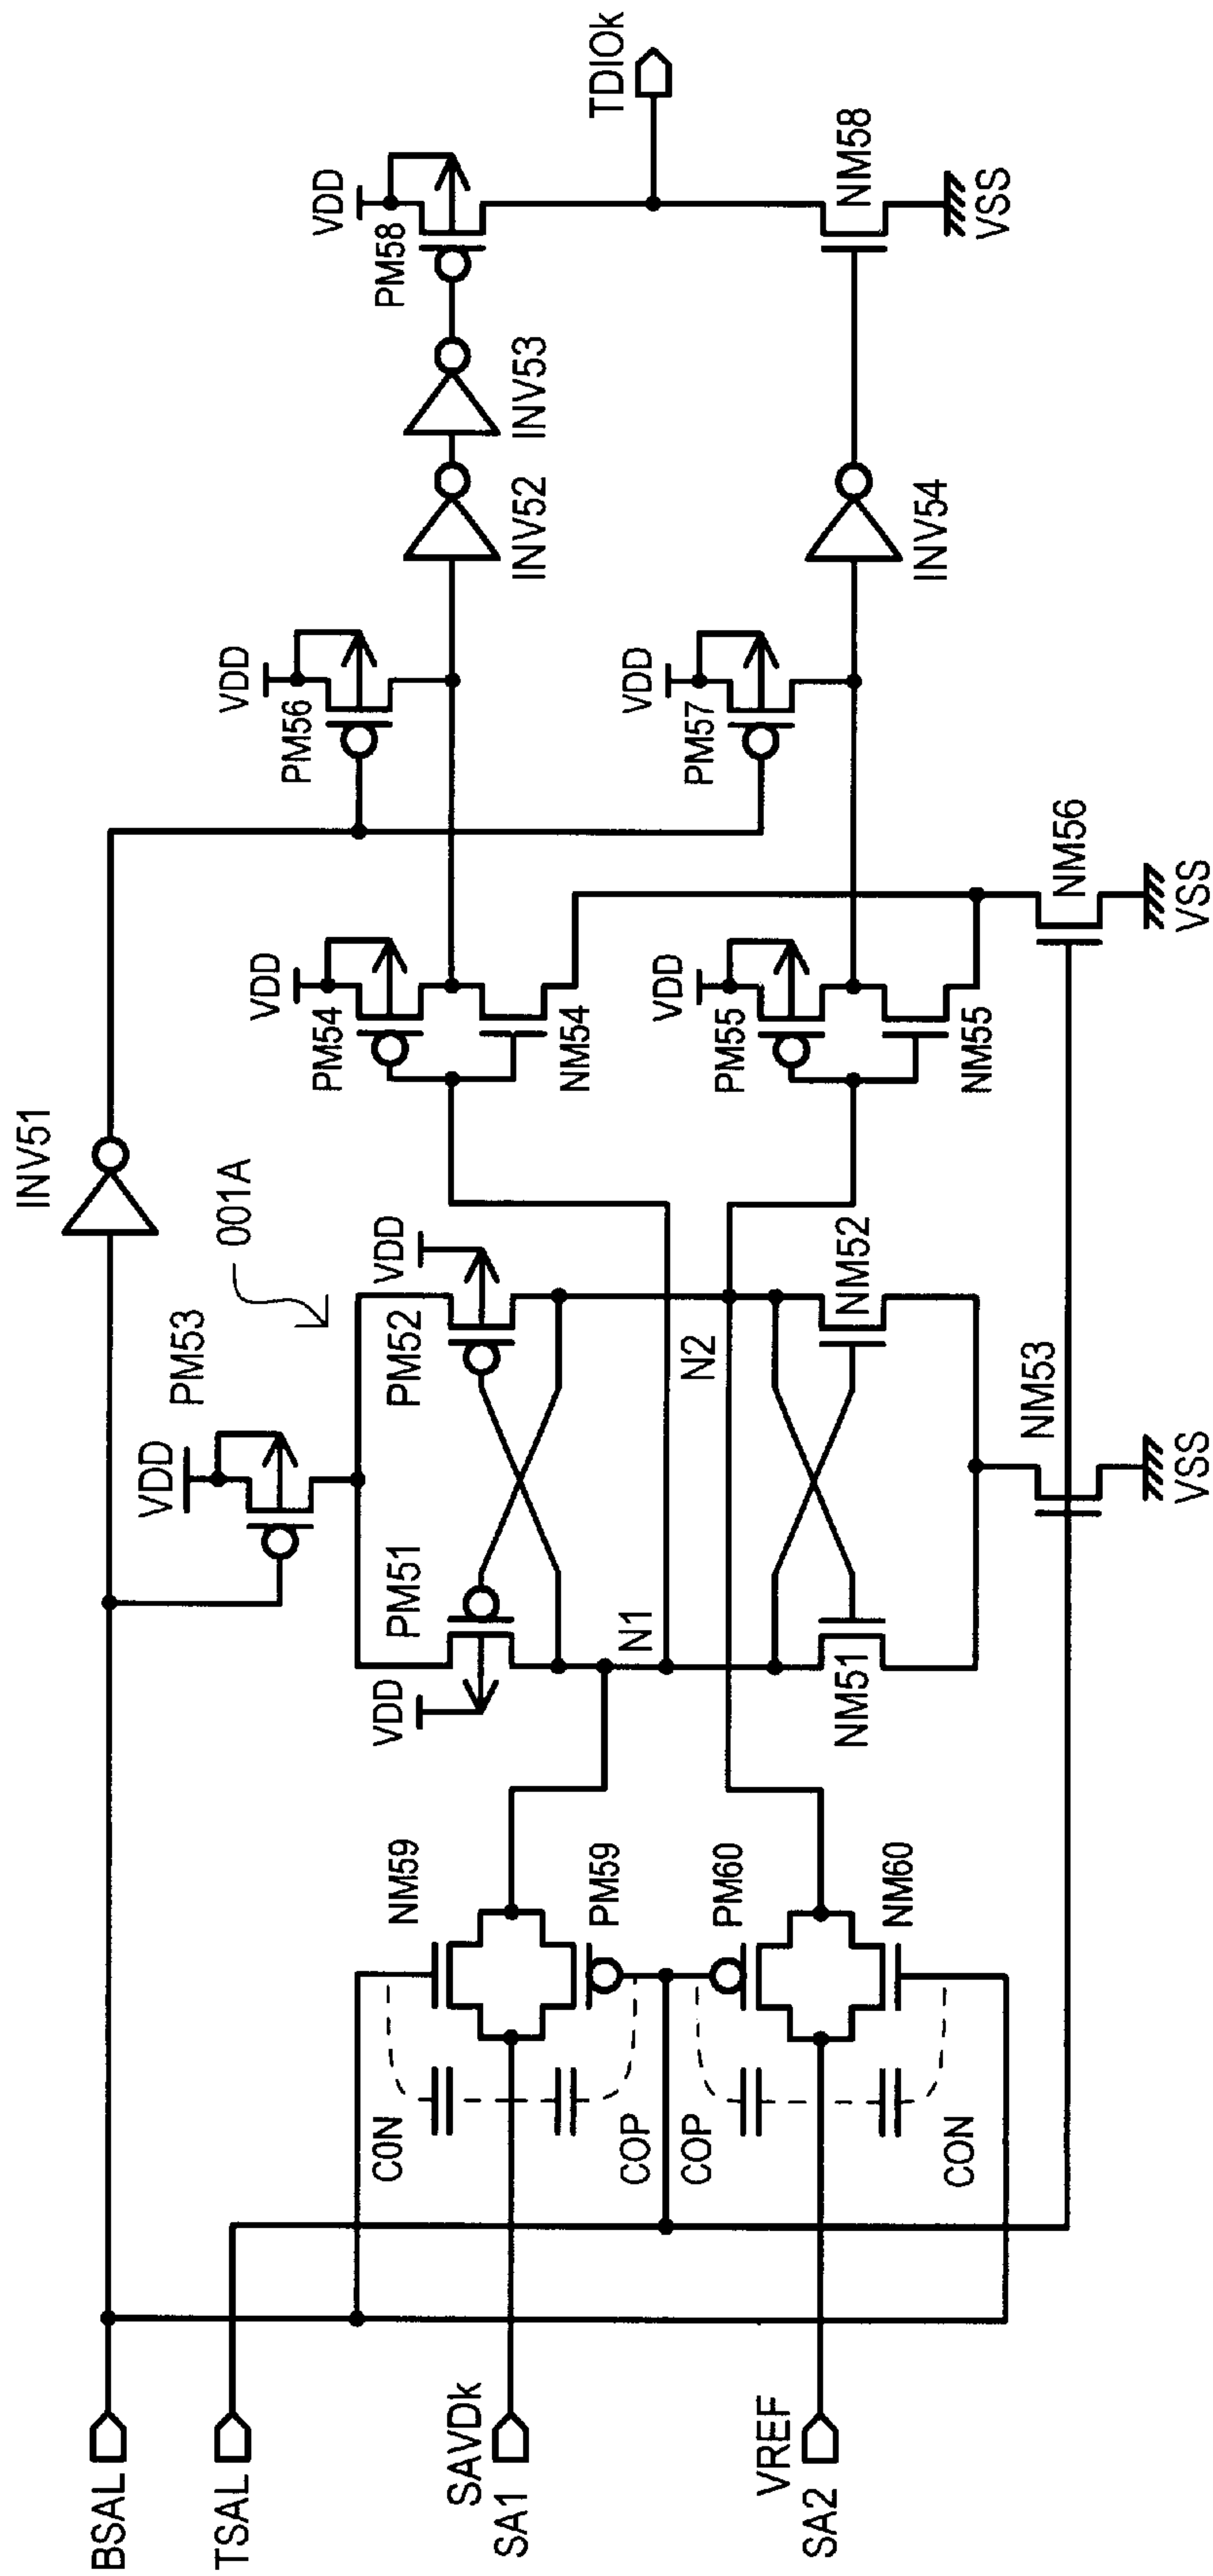 BSAL
TSAL
SAVDk
SA1
VREF
SA2
C0N
COP
COP
CON
NM59
PM59
PM60
NM60
VDD
PM53
001A
VDD
PM51
VDD
PM52
N1
N2
NM51
NM52
NM53
VSS
INV51
VDD
PM54
NM54
VDD
PM55
NM55
NM56
VSS
VDD
PM56
VDD
PM57
INV52
INV53
INV54
VDD
PM58
NM58
VSS
TDIOk